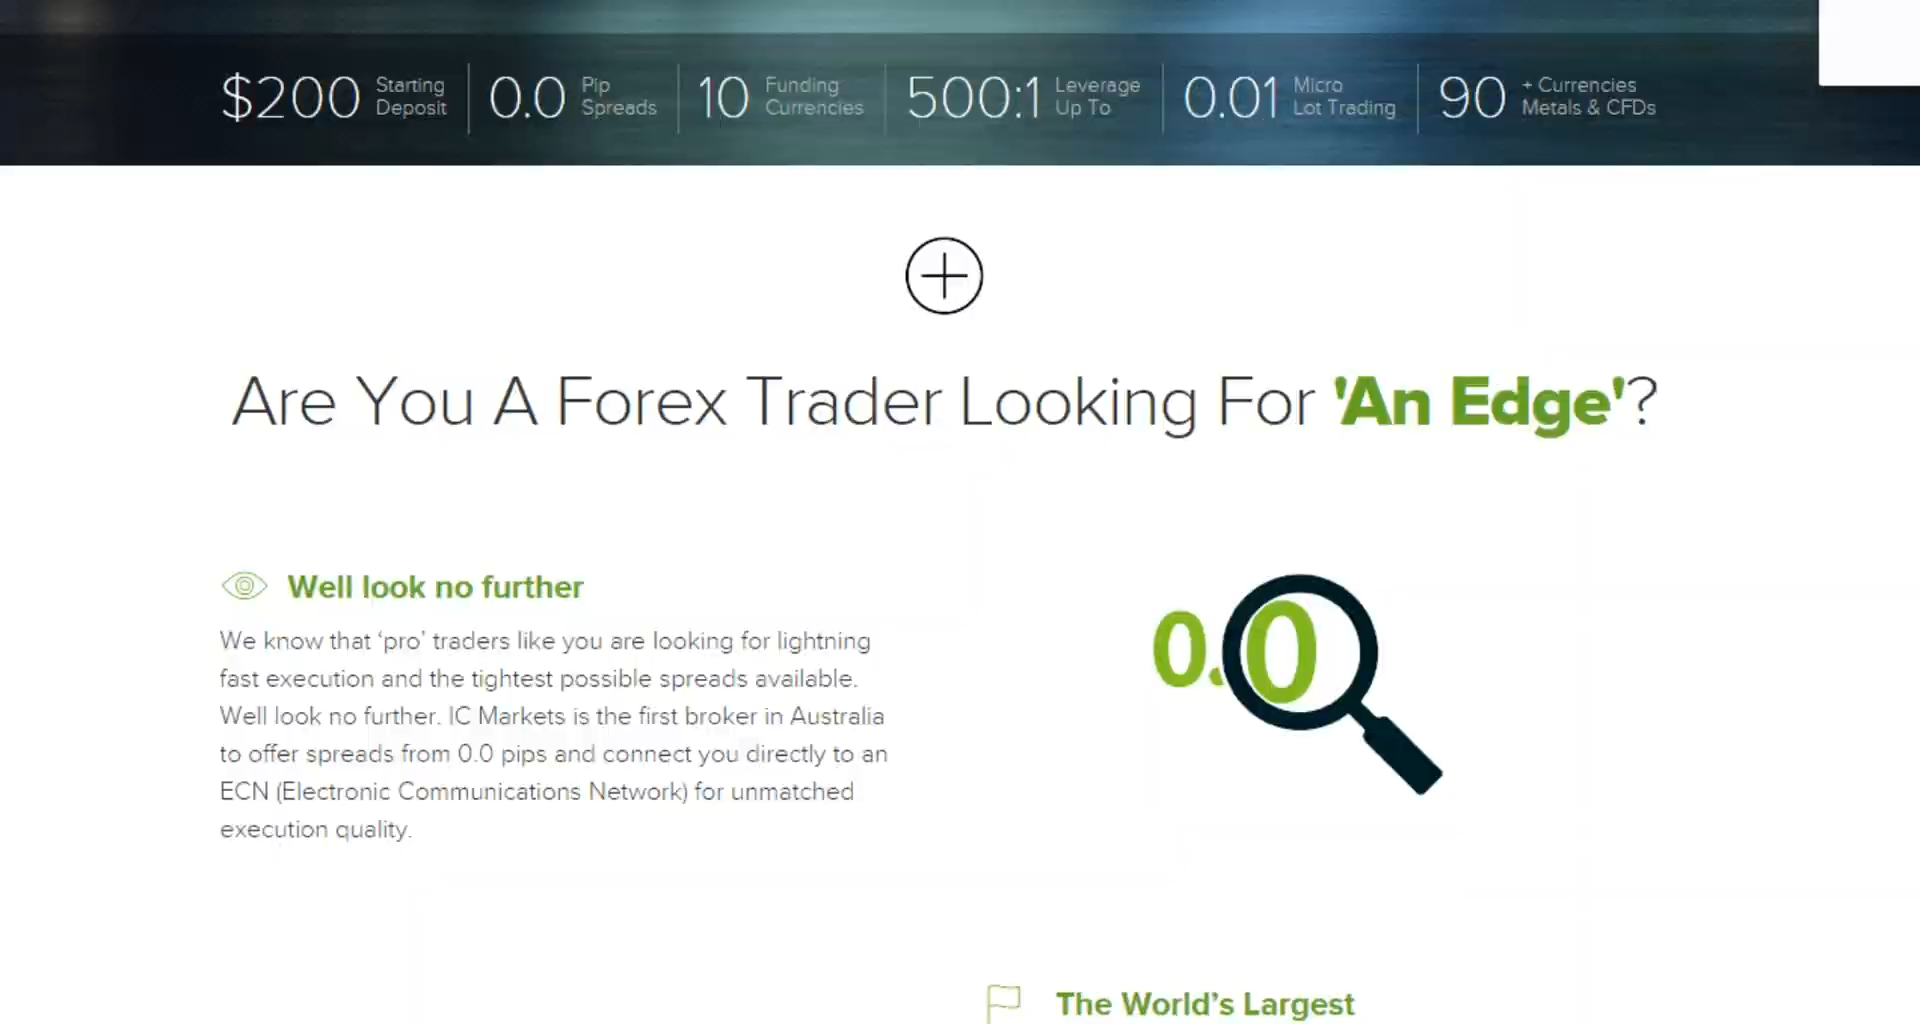 $200 Starting Deposit
0.0 Pip Spreads
10 Funding Currencies
500:1 Leverage Up To
0.01 Micro Lot Trading
90 + Currencies Metals & CFDs
Are You A Forex Trader Looking For 'An Edge'?
Well look no further
We know that ‘pro’ traders like you are looking for lightning
fast execution and the tightest possible spreads available.
Well look no further. IC Markets is the first broker in Australia
to offer spreads from 0.0 pips and connect you directly to an
ECN (Electronic Communications Network) for unmatched
execution quality.
0.0
The World’s Largest